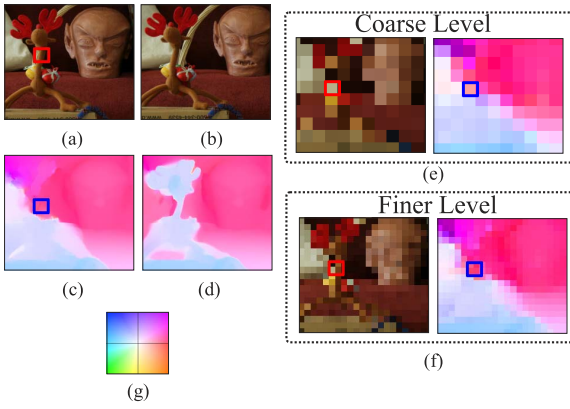 Coarse Level
(a)
(b)
(e)
Finer Level
(c)
(d)
(f)
(g)